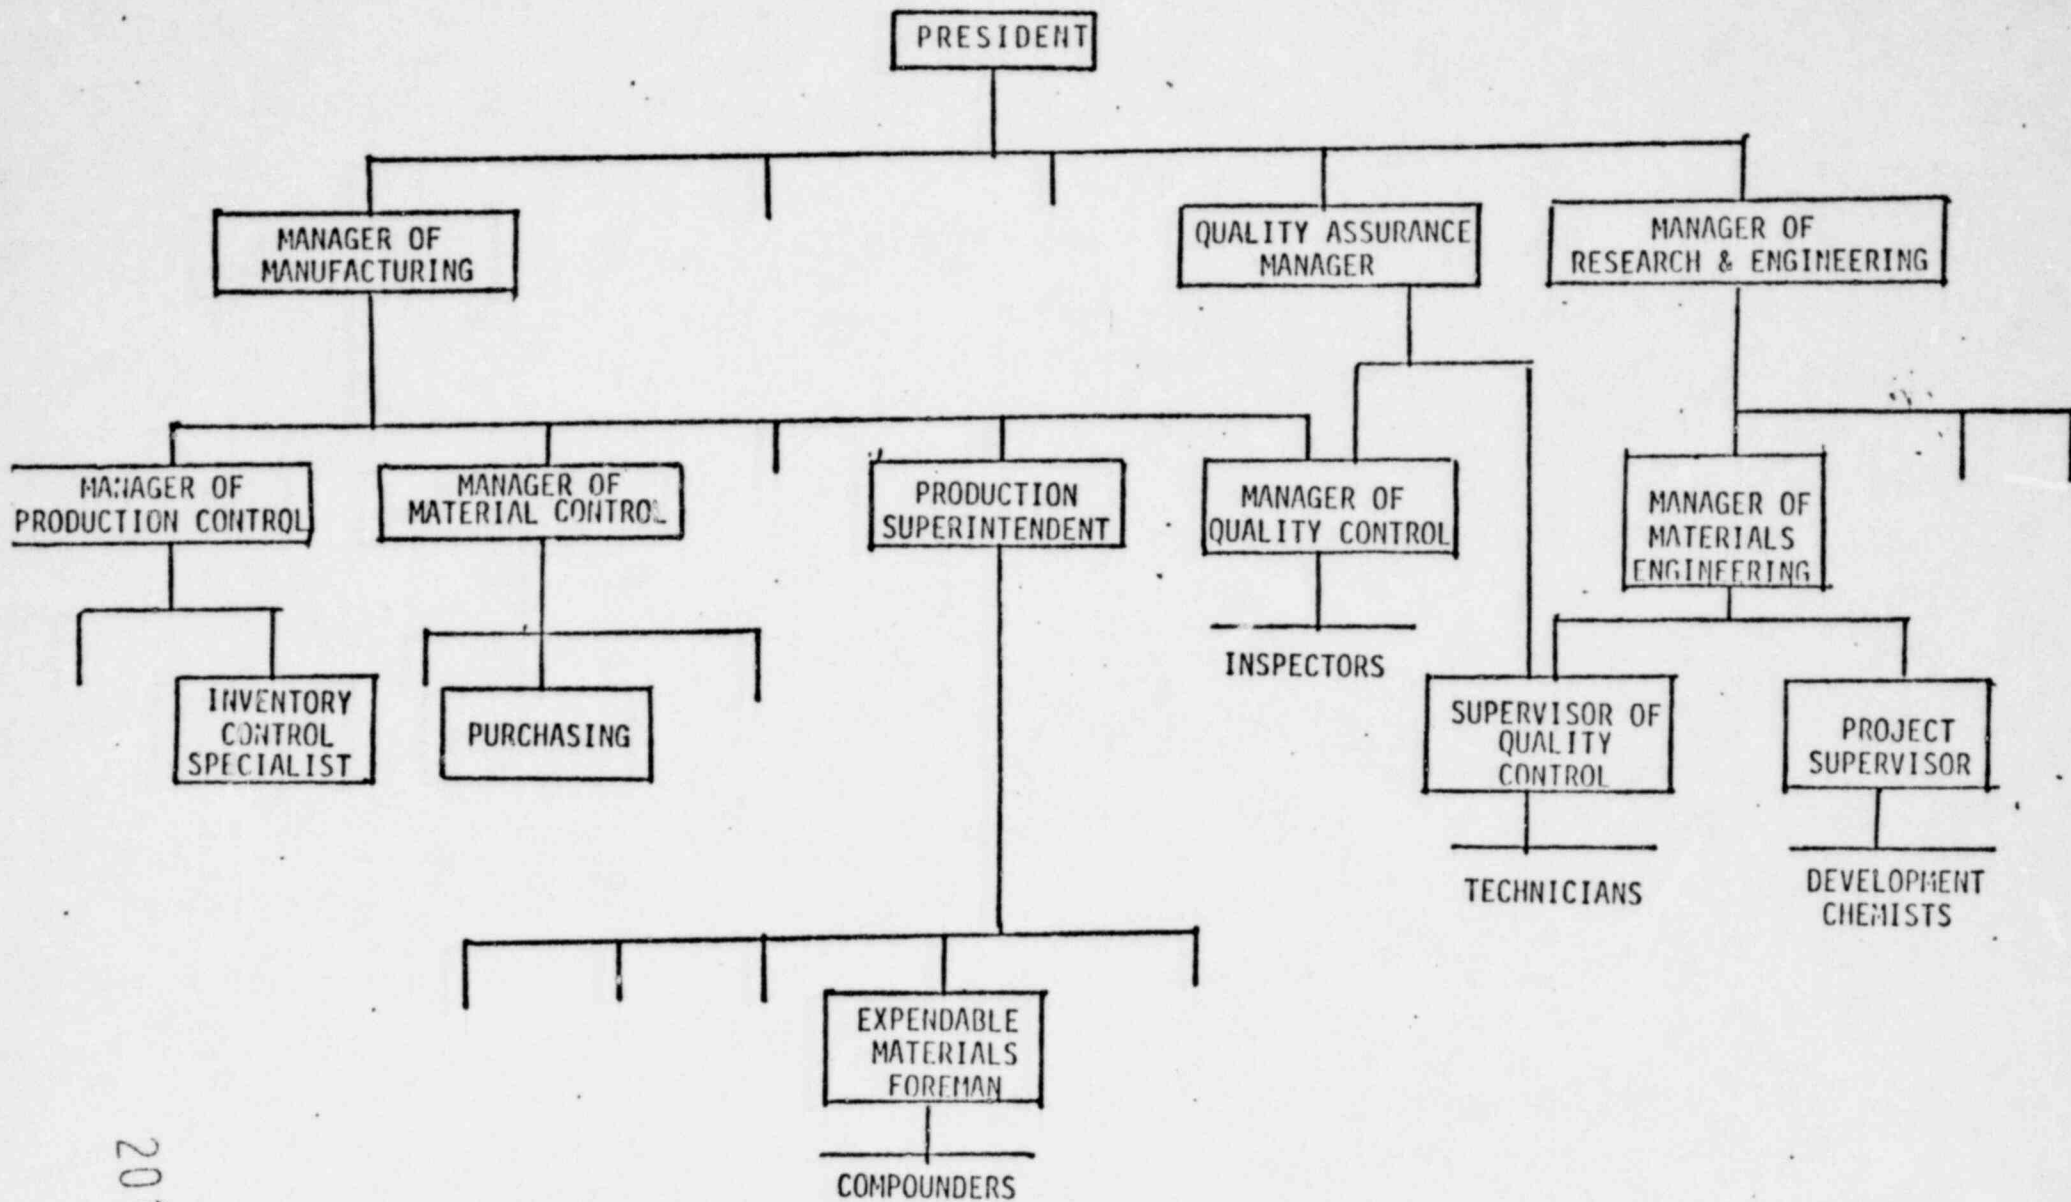 PRESIDENT
MANAGER OF
MANUFACTURING
QUALITY ASSURANCE
MANAGER
MANAGER OF
RESEARCH & ENGINEERING
MANAGER OF
PRODUCTION CONTROL
MANAGER OF
MATERIAL CONTROL
PRODUCTION
SUPERINTENDENT
MANAGER OF
QUALITY CONTROL
MANAGER OF
MATERIALS
ENGINEERING
INSPECTORS
INVENTORY
CONTROL
SPECIALIST
PURCHASING
SUPERVISOR OF
QUALITY
CONTROL
PROJECT
SUPERVISOR
TECHNICIANS
DEVELOPMENT
CHEMISTS
EXPENDABLE
MATERIALS
FOREMAN
COMPOUNDERS